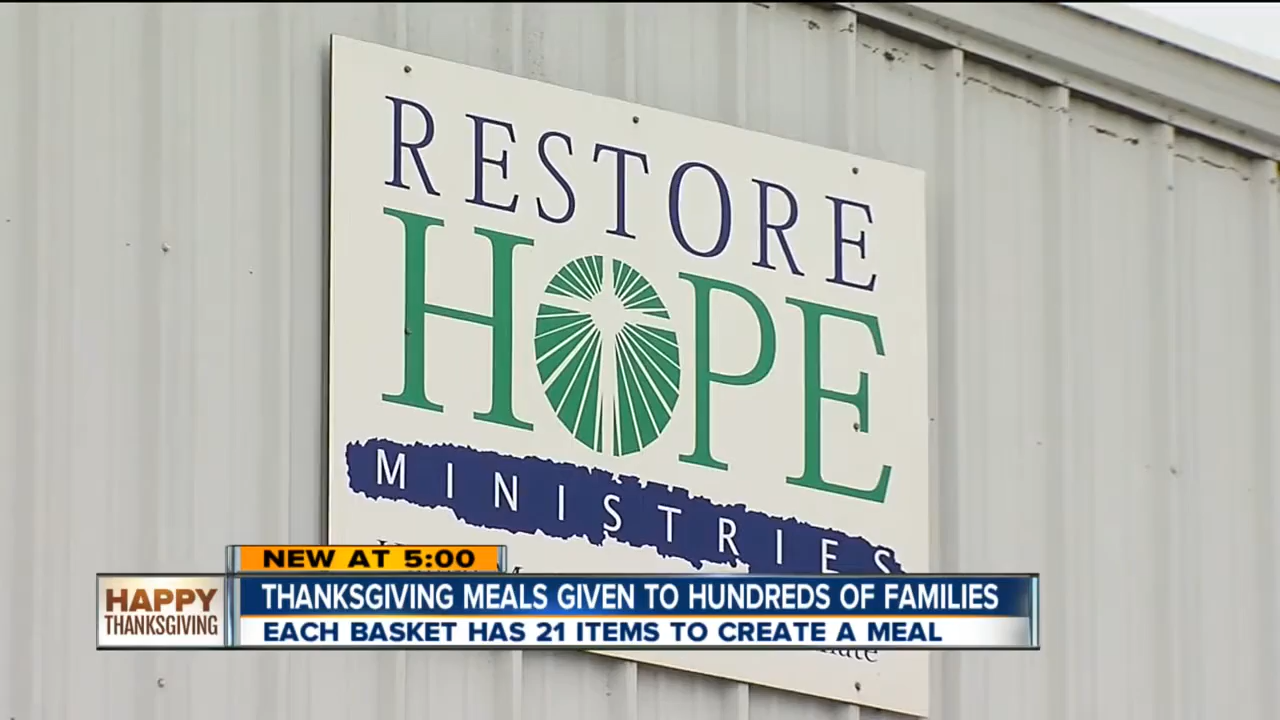 RESTORE
HOPE
MINISTRIES
NEW AT 5:00
HAPPY
THANKSGIVING
THANKSGIVING MEALS GIVEN TO HUNDREDS OF FAMILIES
EACH BASKET HAS 21 ITEMS TO CREATE A MEAL